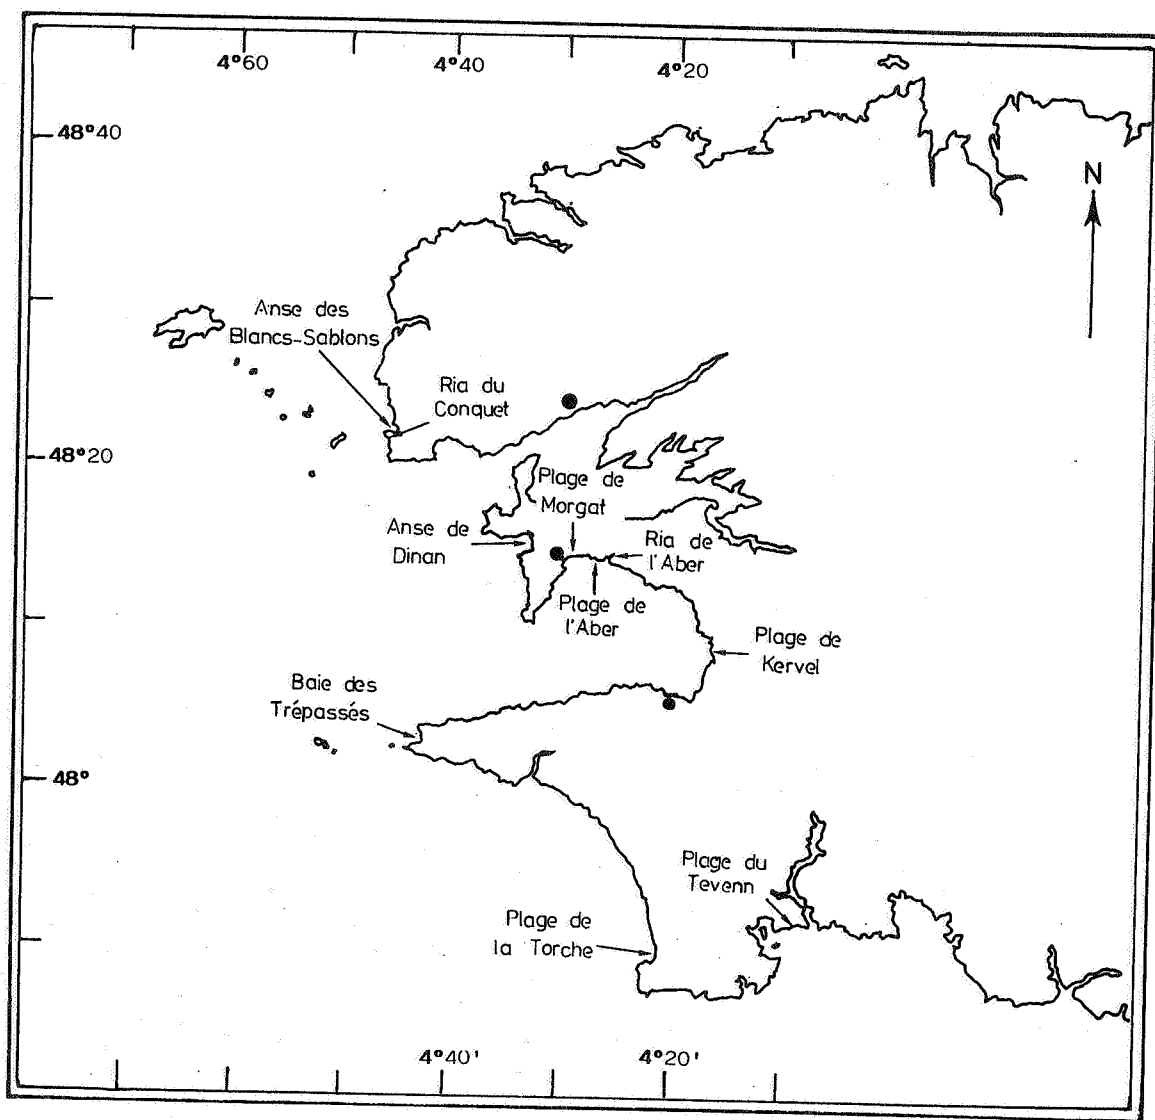 4°60
4°40
4°20
48°40
N
Anse des
Blancs-Sablons
Ria du
Conquet
48°20
Plage de
Morgat
Anse de
Dinan
Ria de
l'Aber
Plage de
l'Aber
Plage de
Kervel
Baie des
Trépassés
48°
Plage du
Tevenn
Plage de
la Torche
4°40'
4°20'